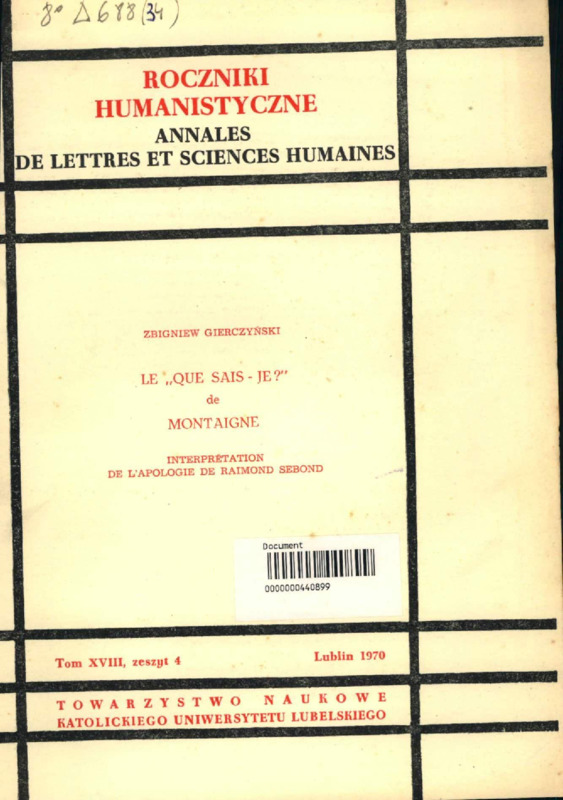 8° Δ 688 (34)
ROCZNIKI
HUMANISTYCZNE
ANNALES
DE LETTRES ET SCIENCES HUMAINES
ZBIGNIEW GIERCZYŃSKI
LE „QUE SAIS - JE?"
de
MONTAIGNE
INTERPRÉTATION
DE L'APOLOGIE DE RAIMOND SEBOND
Document
0000000440899
Tom XVIII, zeszyt 4
Lublin 1970
TOWARZYSTWO NAUKOWE
KATOLICKIEGO UNIWERSYTETU LUBELSKIEGO